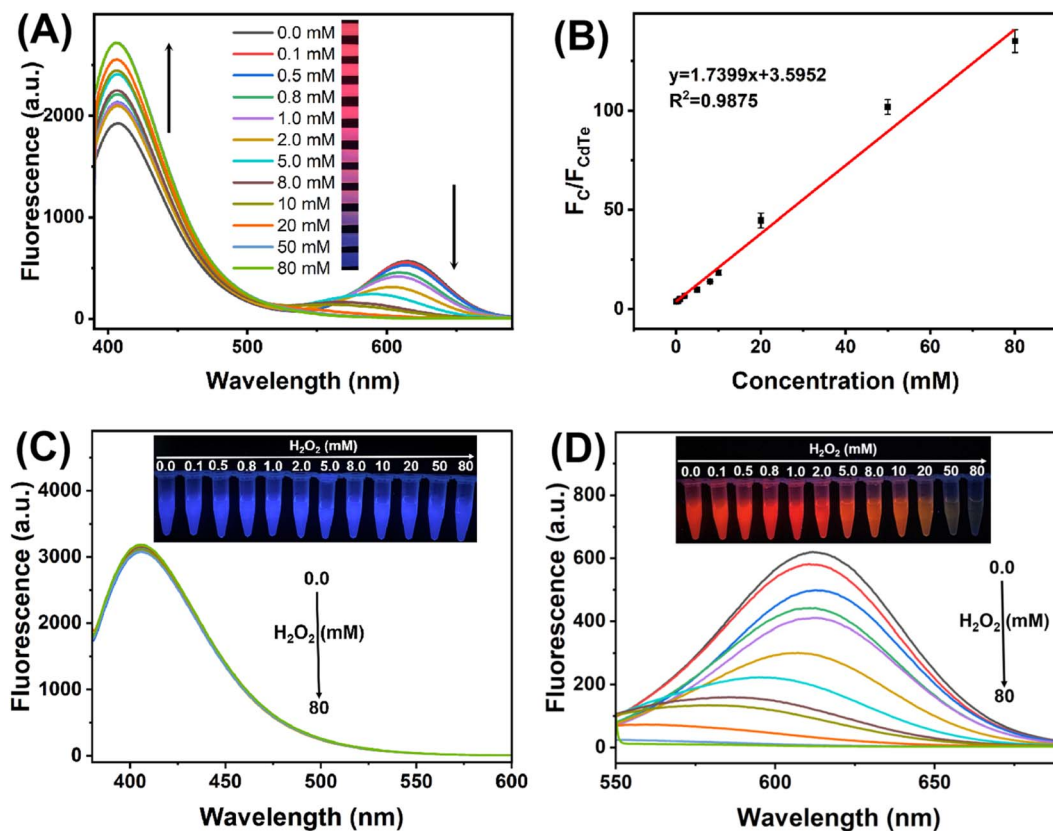 (A)
Fluorescence (a.u.)
2000
1000
0
400
500
600
Wavelength (nm)
0.0 mM
0.1 mM
0.5 mM
0.8 mM
1.0 mM
2.0 mM
5.0 mM
8.0 mM
10 mM
20 mM
50 mM
80 mM
(B)
y=1.7399x+3.5952
R²=0.9875
F_C/F_CdTe
100
50
0
0
20
40
60
80
Concentration (mM)
(C)
H₂O₂ (mM)
0.0 0.1 0.5 0.8 1.0 2.0 5.0 8.0 10 20 50 80
Fluorescence (a.u.)
4000
3000
2000
1000
0
0.0
H₂O₂ (mM)
80
400
450
500
550
600
Wavelength (nm)
(D)
H₂O₂ (mM)
0.0 0.1 0.5 0.8 1.0 2.0 5.0 8.0 10 20 50 80
Fluorescence (a.u.)
800
600
400
200
0
0.0
H₂O₂ (mM)
80
550
600
650
Wavelength (nm)